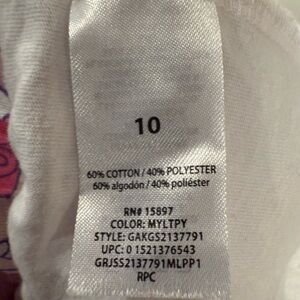 10
60% COTTON / 40% POLYESTER
60% algodón / 40% poliéster
RN# 15897
COLOR: MYLTPY
STYLE: GAKGS2137791
UPC: 0 1521376543
GRJSS2137791MLPP1
RPC